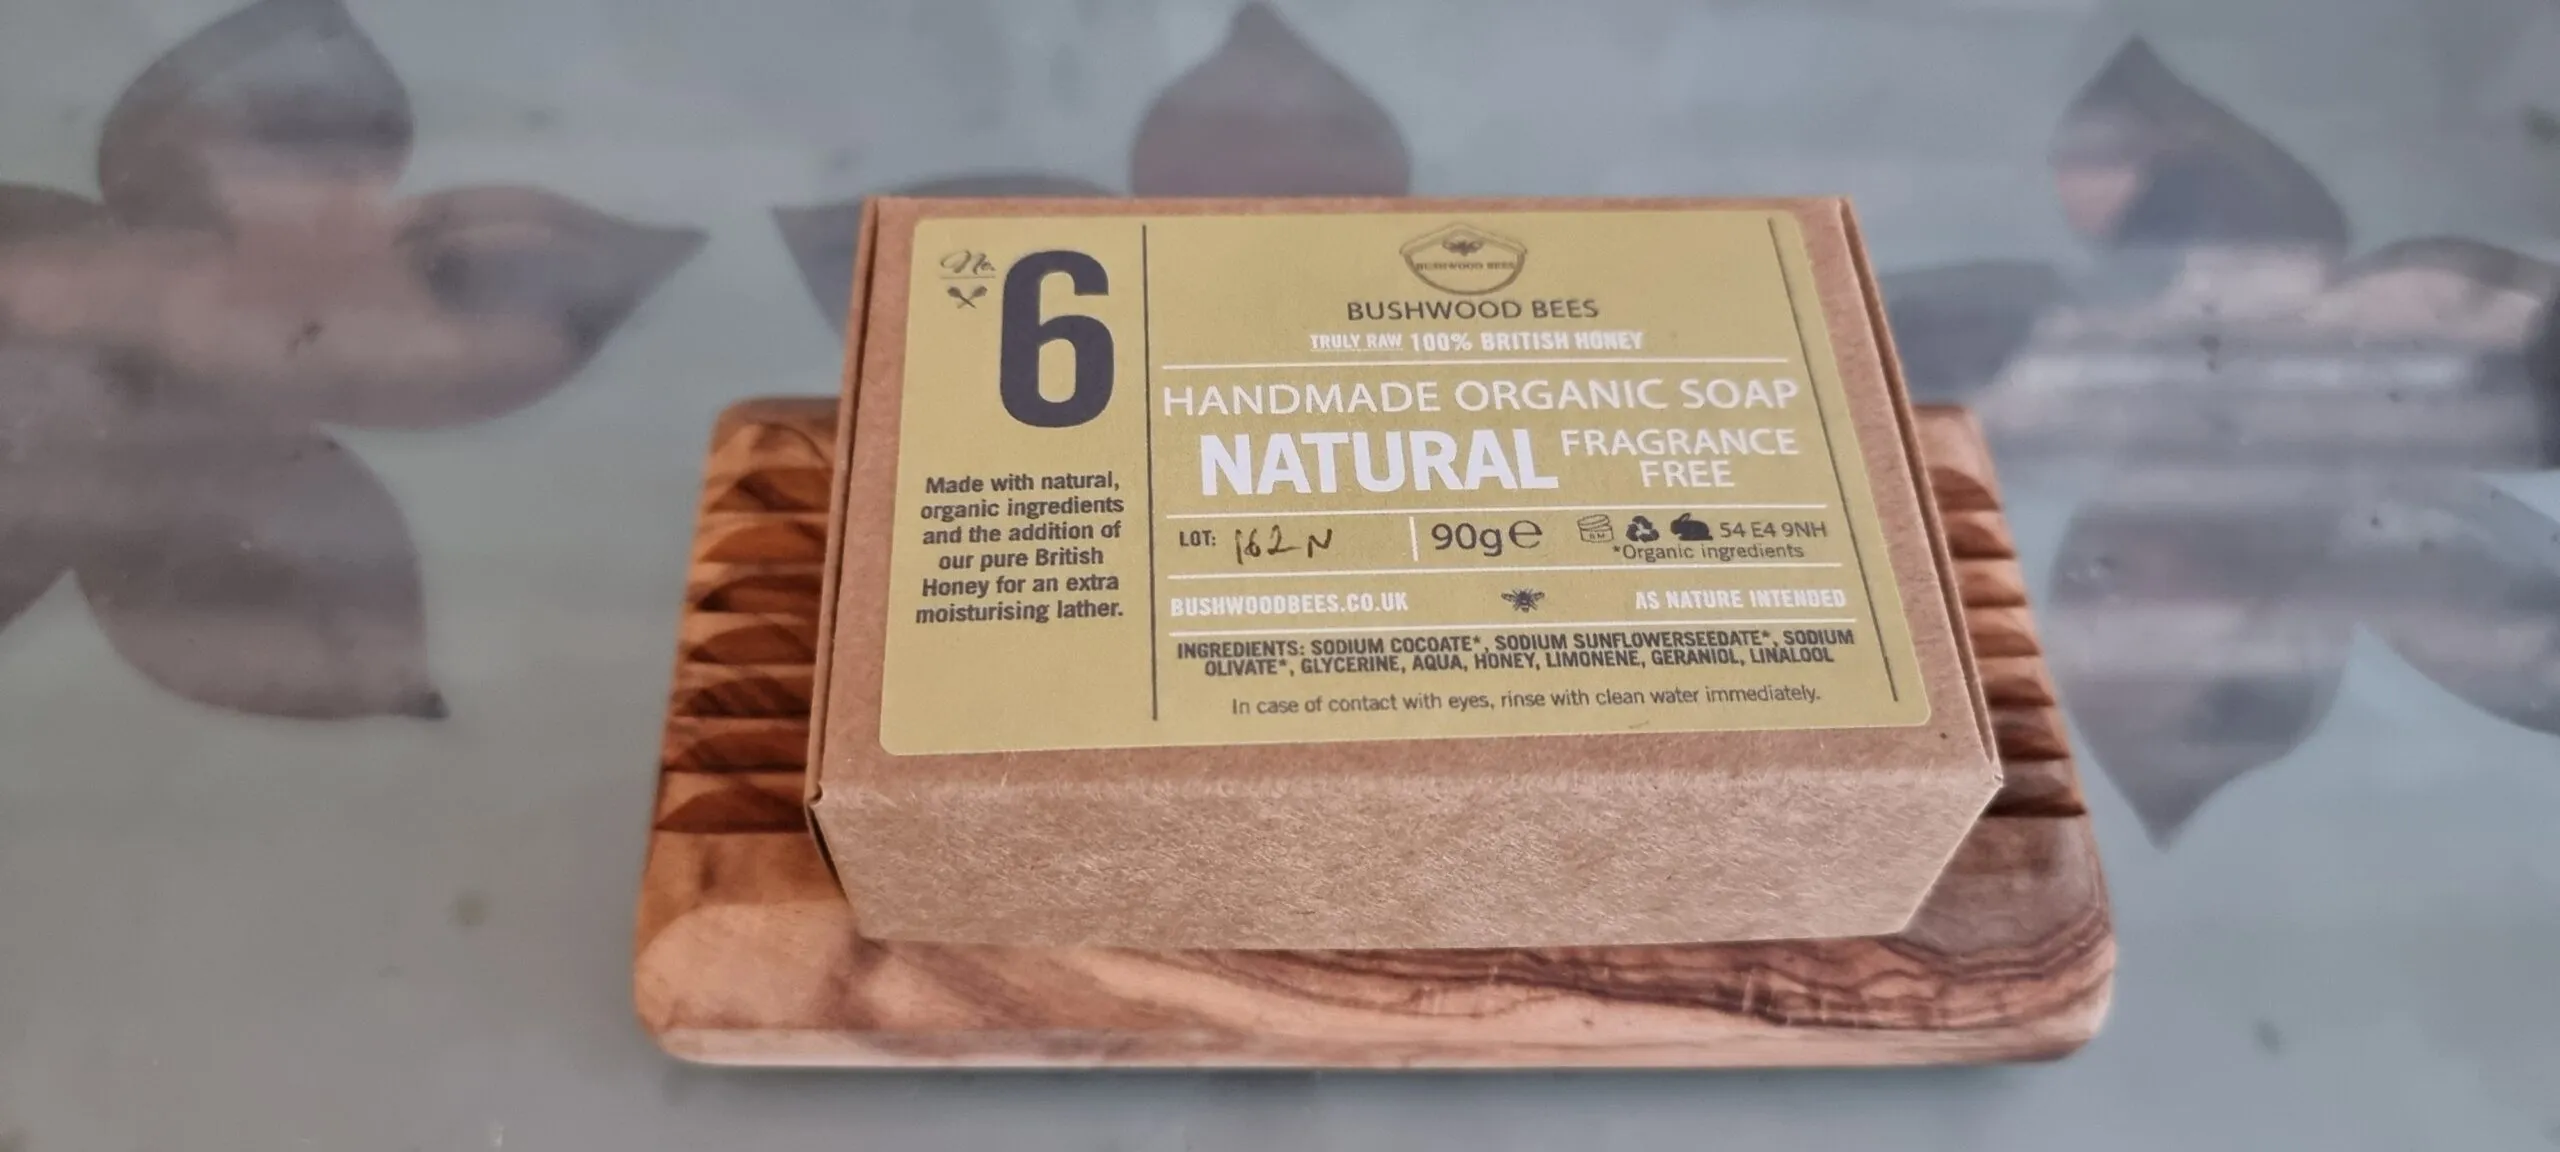 No. 6
Made with natural,
organic ingredients
and the addition of
our pure British
Honey for an extra
moisturising lather.
BUSHWOOD BEES
BUSHWOOD BEES
TRULY RAW 100% BRITISH HONEY
HANDMADE ORGANIC SOAP
NATURAL FRAGRANCE
FREE
LOT: 162 N 90g℮ 6M 54 E4 9NH
*Organic ingredients
BUSHWOODBEES.CO.UK AS NATURE INTENDED
INGREDIENTS: SODIUM COCOATE*, SODIUM SUNFLOWERSEEDATE*, SODIUM
OLIVATE*, GLYCERINE, AQUA, HONEY, LIMONENE, GERANIOL, LINALOOL
In case of contact with eyes, rinse with clean water immediately.